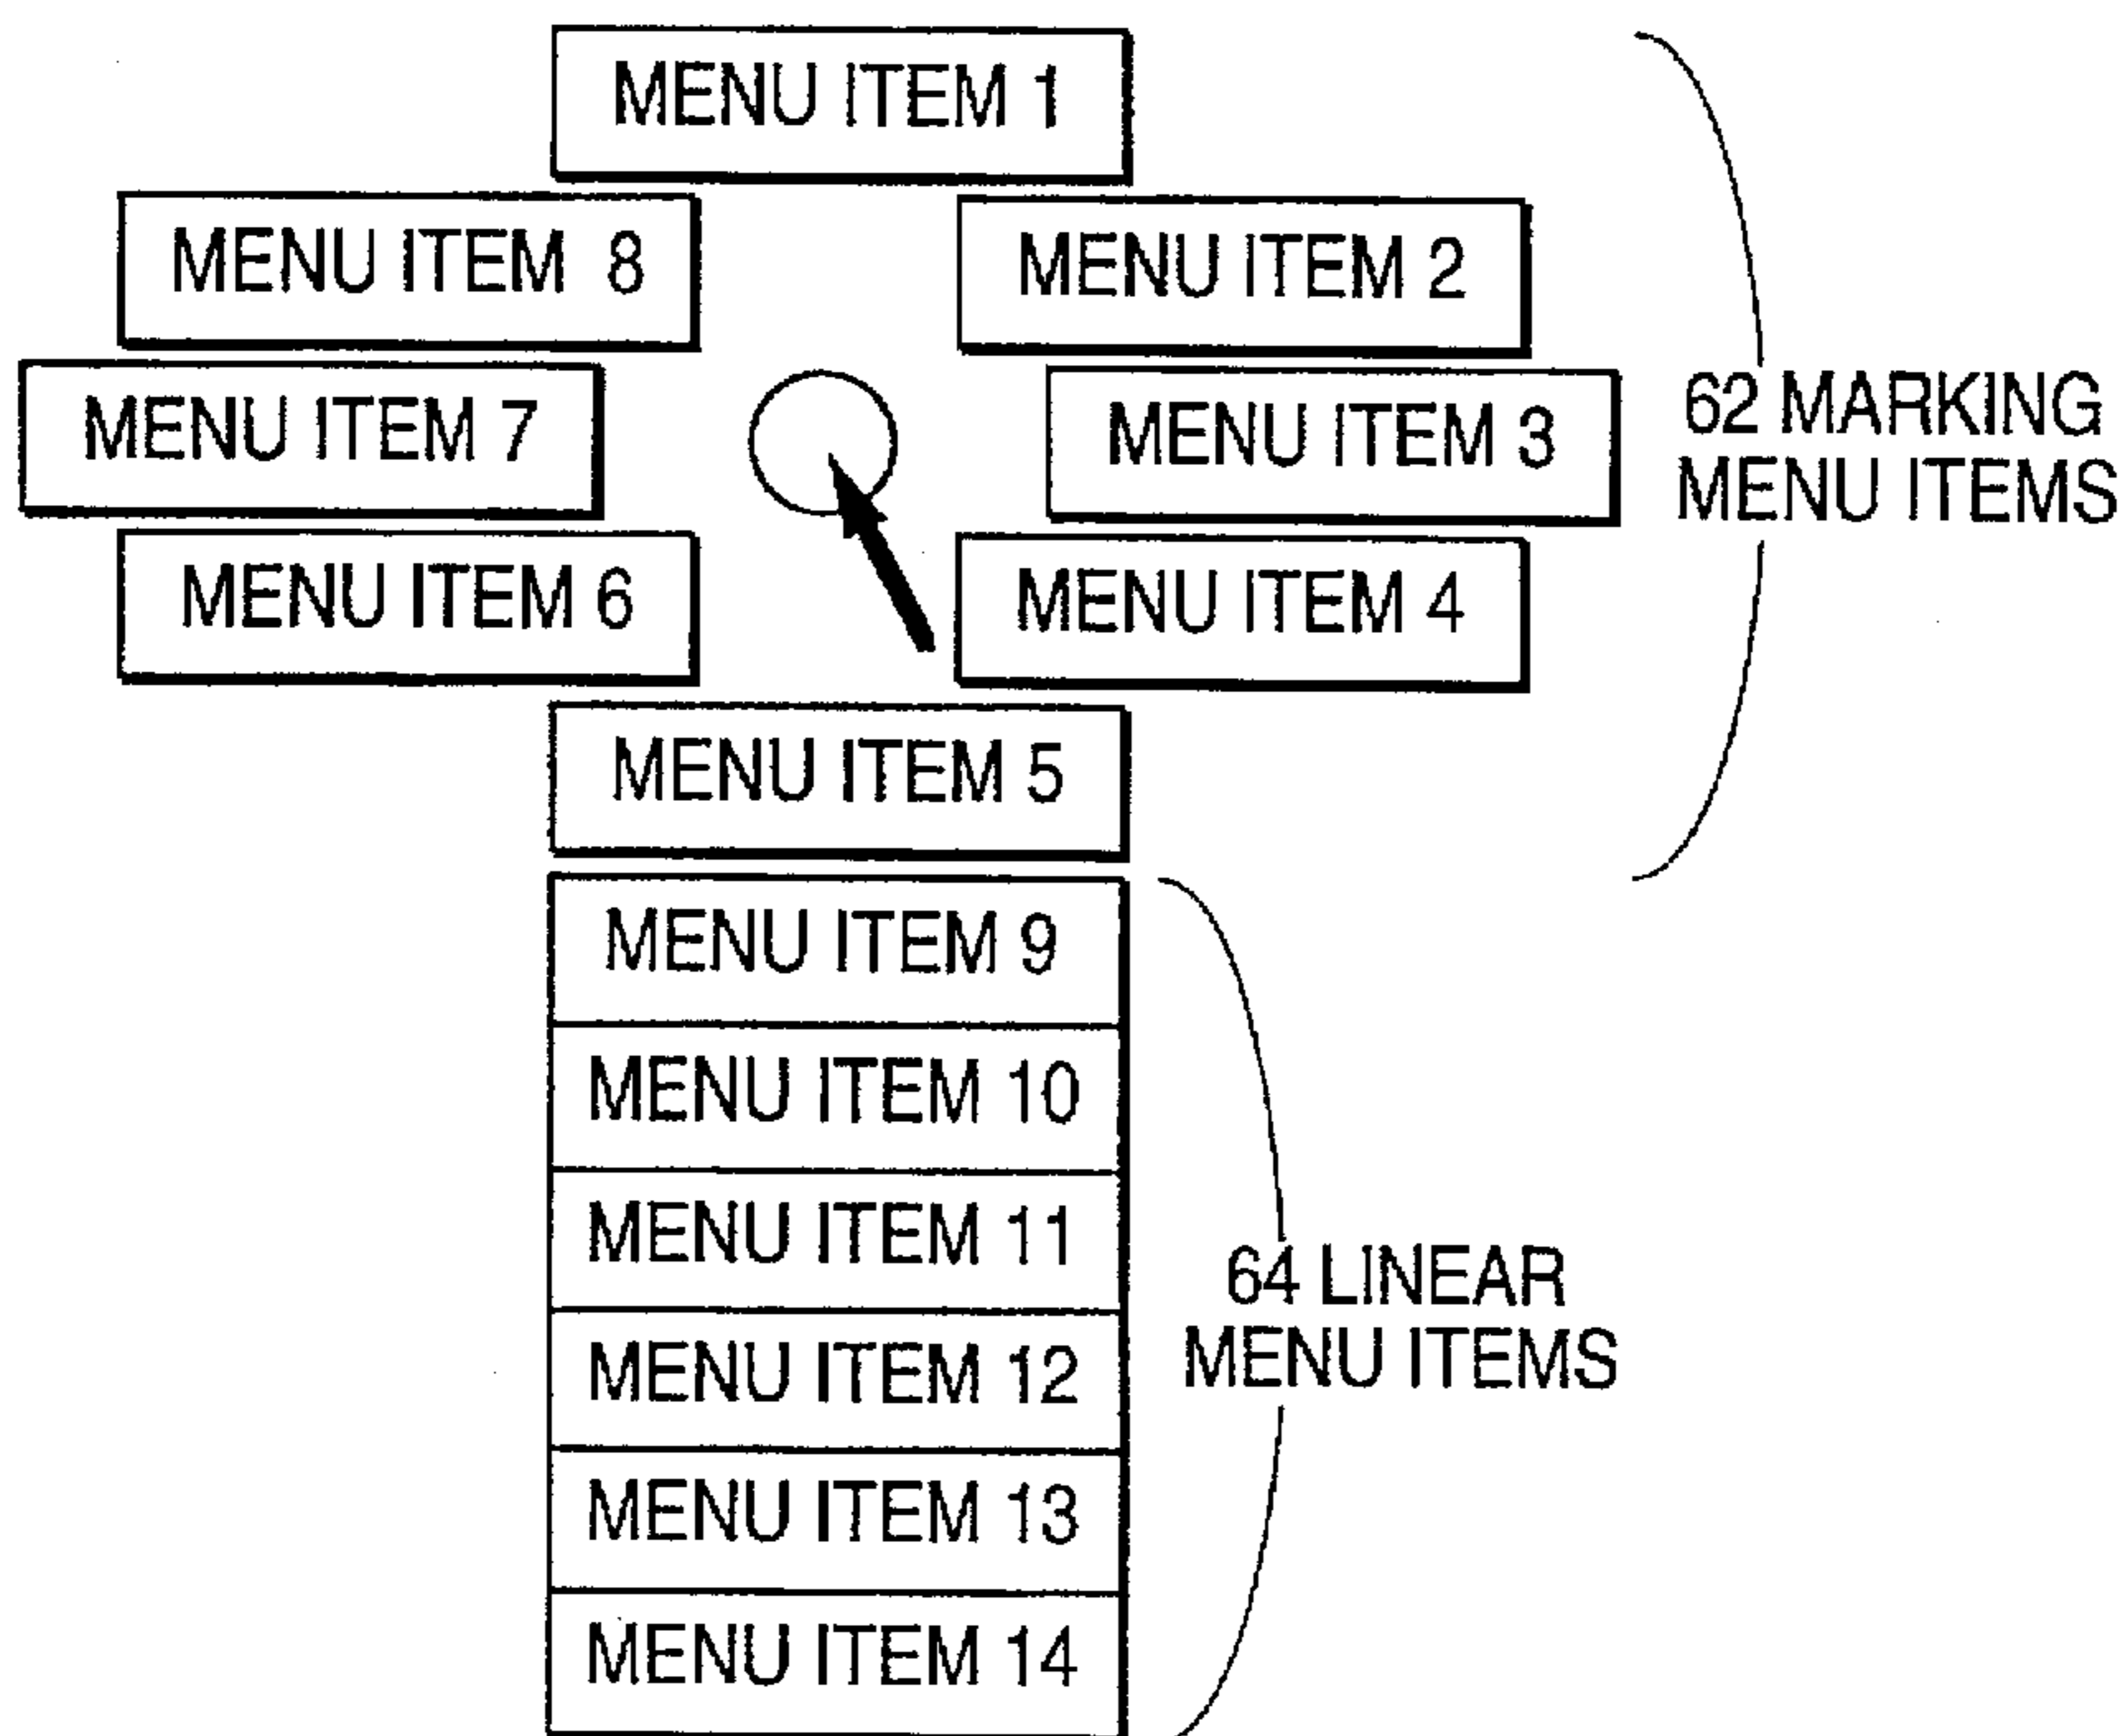 MENU ITEM 1
MENU ITEM 8
MENU ITEM 2
MENU ITEM 7
MENU ITEM 3
62 MARKING
MENU ITEMS
MENU ITEM 6
MENU ITEM 4
MENU ITEM 5
MENU ITEM 9
MENU ITEM 10
MENU ITEM 11
MENU ITEM 12
MENU ITEM 13
MENU ITEM 14
64 LINEAR
MENU ITEMS